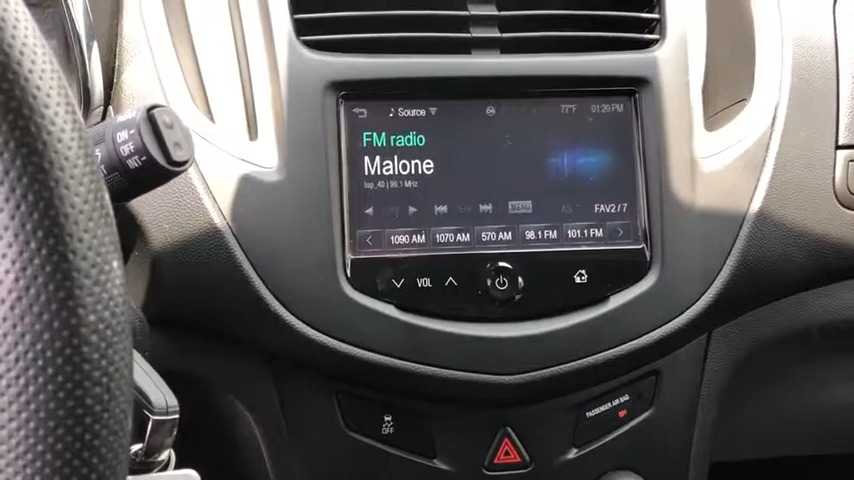 Source 77°F 01:20 PM
FM radio
Malone
top_40 | 99.1 MHz
MENU
FAV2 / 7
1090 AM 1070 AM 570 AM 98.1 FM 101.1 FM
VOL
ON
OFF
INT
OFF
PASSENGER AIR BAG
OFF